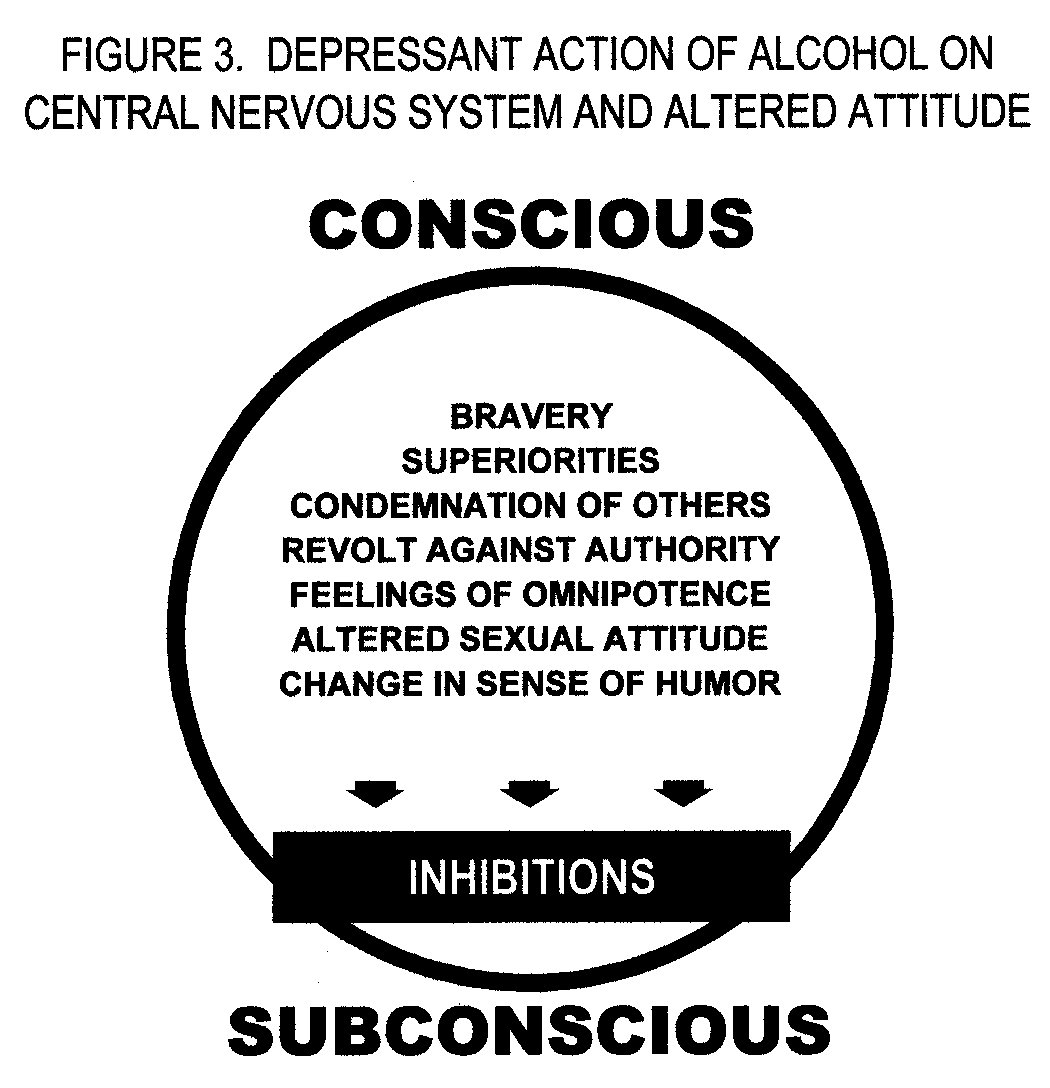 FIGURE 3. DEPRESSANT ACTION OF ALCOHOL ON
CENTRAL NERVOUS SYSTEM AND ALTERED ATTITUDE
CONSCIOUS
BRAVERY
SUPERIORITIES
CONDEMNATION OF OTHERS
REVOLT AGAINST AUTHORITY
FEELINGS OF OMNIPOTENCE
ALTERED SEXUAL ATTITUDE
CHANGE IN SENSE OF HUMOR
INHIBITIONS
SUBCONSCIOUS